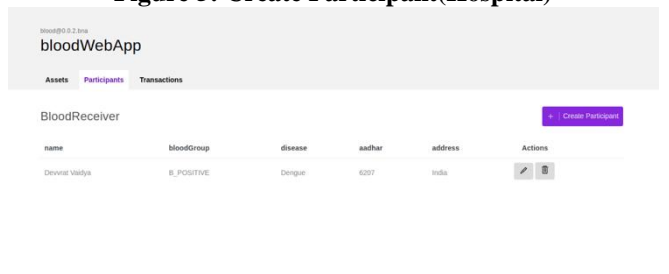 Figure 5: Create Participant(Hospital)
blood@0.0.2.bna
bloodWebApp
Assets Participants Transactions
BloodReceiver
+ | Create Participant
name bloodGroup disease aadhar address Actions
Devvrat Vaidya B_POSITIVE Dengue 6297 India